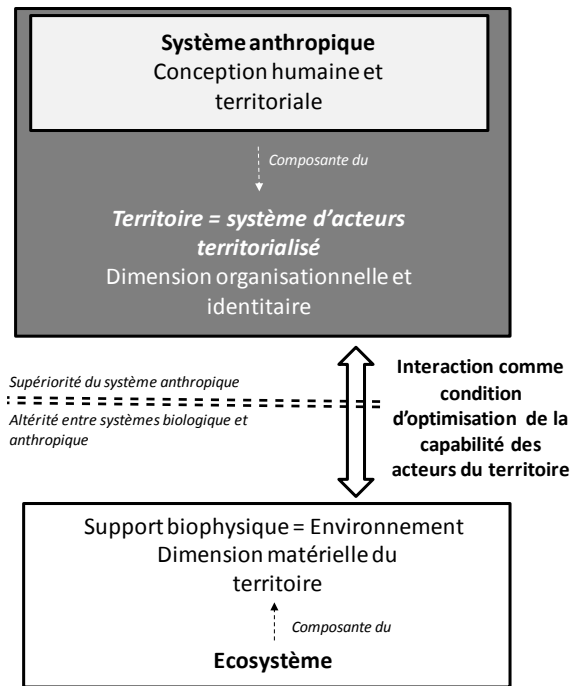 Système anthropique
Conception humaine et
territoriale
Composante du
Territoire = système d'acteurs
territorialisé
Dimension organisationnelle et
identitaire
Supériorité du système anthropique
Altérité entre systèmes biologique et
anthropique
Interaction comme
condition
d'optimisation de la
capabilité des
acteurs du territoire
Support biophysique = Environnement
Dimension matérielle du
territoire
Composante du
Ecosystème